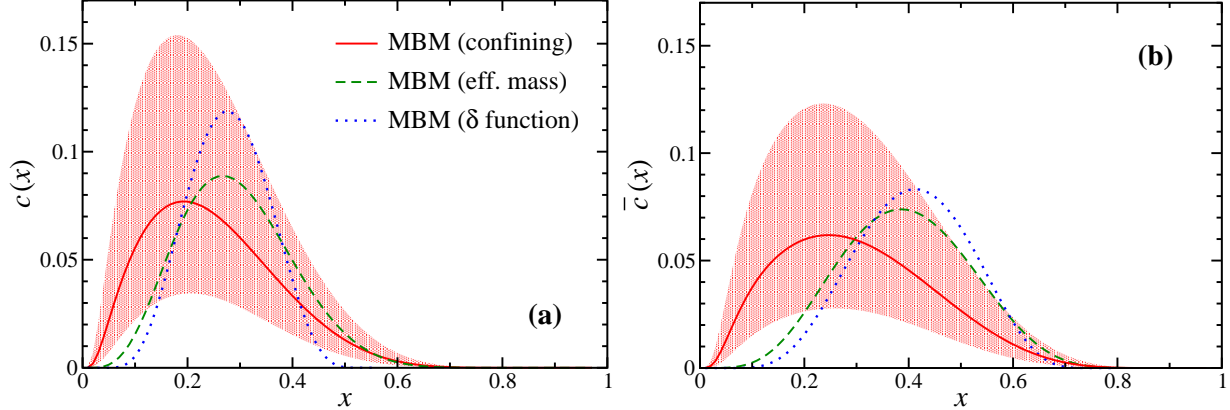 0.15
0.1
0.05
0
c(x)
MBM (confining)
MBM (eff. mass)
MBM (δ function)
(a)
0 0.2 0.4 0.6 0.8 1
x
0.15
0.1
0.05
0
c̄(x)
(b)
0 0.2 0.4 0.6 0.8 1
x